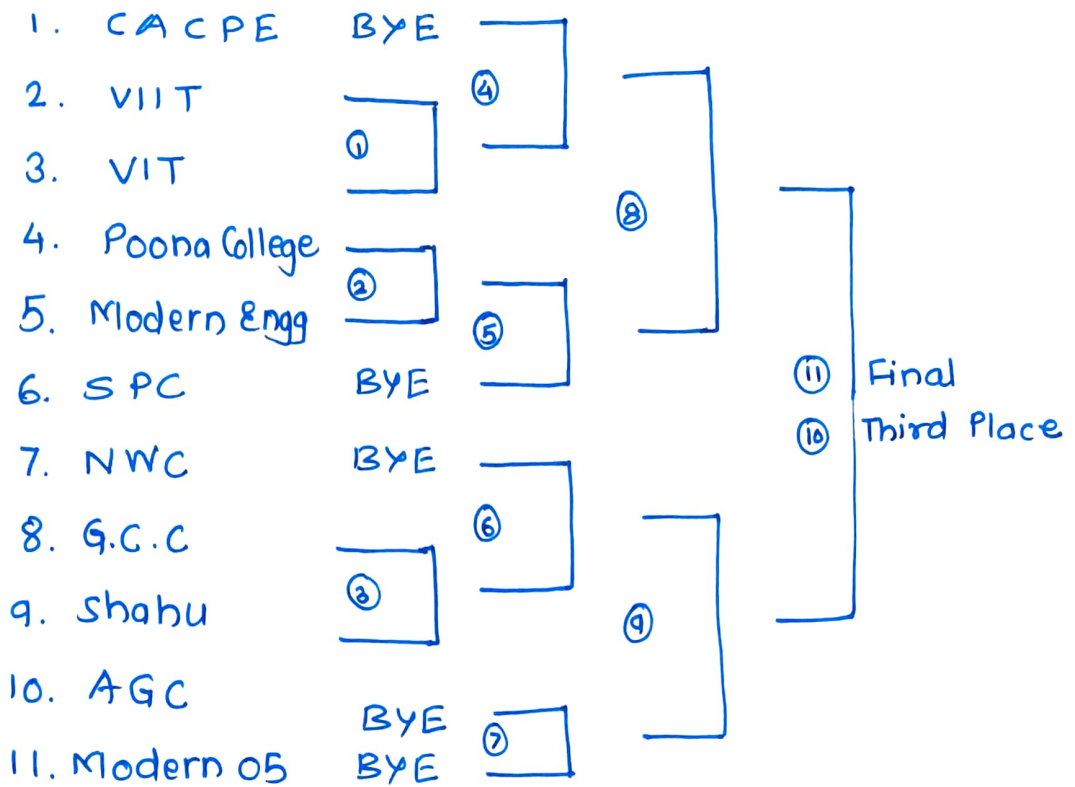 1. CACPE BYE
④
2. VIIT
①
3. VIT
⑧
4. Poona College
②
5. Modern Engg
⑤
⑪ Final
6. SPC BYE
⑩ Third Place
7. NWC BYE
⑥
8. G.C.C
③
9. Shahu
⑨
10. AGC BYE
⑦
11. Modern 05 BYE